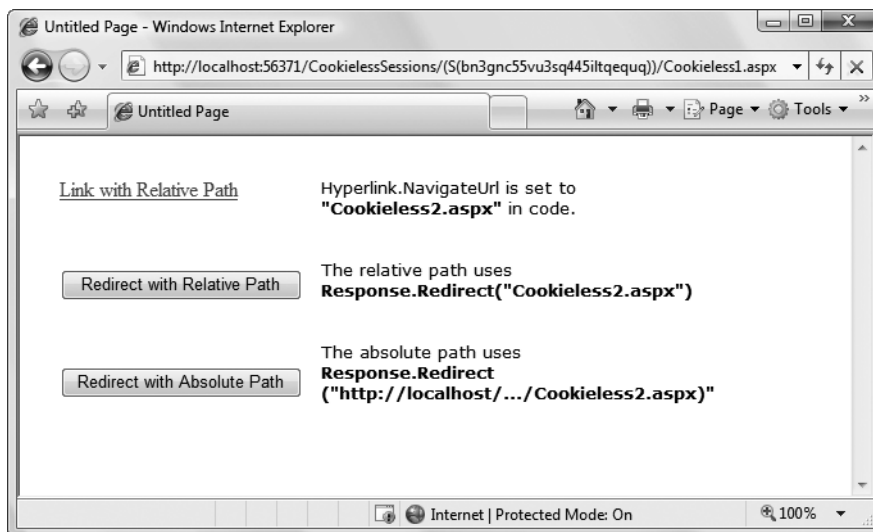 Untitled Page - Windows Internet Explorer
http://localhost:56371/CookielessSessions/(S(bn3gnc55vu3sq445iltqequq))/Cookieless1.aspx
Untitled Page
Page
Tools
Link with Relative Path
Hyperlink.NavigateUrl is set to
"Cookieless2.aspx" in code.
Redirect with Relative Path
The relative path uses
Response.Redirect("Cookieless2.aspx")
Redirect with Absolute Path
The absolute path uses
Response.Redirect
("http://localhost/.../Cookieless2.aspx)"
Internet | Protected Mode: On
100%